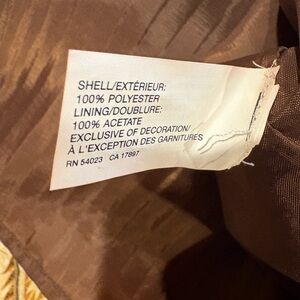 SHELL/EXTÉRIEUR:
100% POLYESTER
LINING/DOUBLURE:
100% ACETATE
EXCLUSIVE OF DECORATION/
À L'EXCEPTION DES GARNITURES
RN 54023 CA 17897